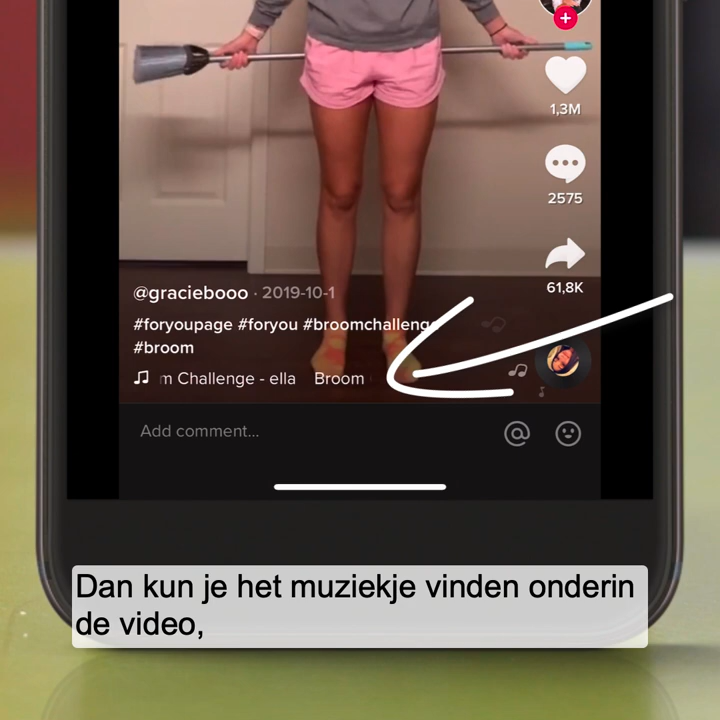 1,3M
2575
61,8K
@graciebooo · 2019-10-1
#foryoupage #foryou #broomchalleng
#broom
m Challenge - ella Broom
Add comment...
Dan kun je het muziekje vinden onderin
de video,